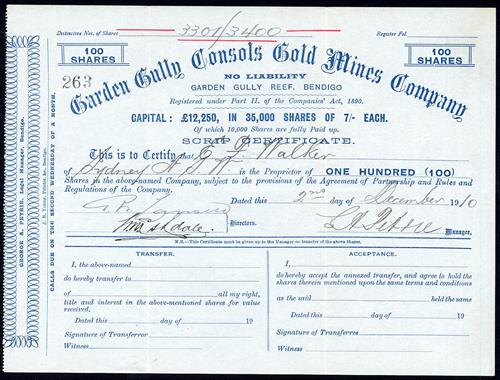 Distinctive Nos. of Shares 3301/3400 Register Fol.
100 SHARES
100 SHARES
263
Garden Gully Consols Gold Mines Company
NO LIABILITY
GARDEN GULLY REEF, BENDIGO
Registered under Part II. of the Companies' Act, 1890.
CAPITAL: £12,250, IN 35,000 SHARES OF 7/- EACH.
Of which 10,000 Shares are fully Paid up.
SCRIP CERTIFICATE.
This is to Certify that E J Walker
of Sydney N.S.W. is the Proprietor of ONE HUNDRED (100)
Shares in the abovenamed Company, subject to the provisions of the Agreement of Partnership and Rules and
Regulations of the Company.
Dated this 2nd day of December 1910
Directors.
Manager.
N.B.—This Certificate must be given up to the Manager on transfer of the above Shares.
TRANSFER.
I, the above-named
do hereby transfer to
of all my right,
title and interest in the above-mentioned shares for value
received.
Dated this day of 19
Signature of Transferror
Witness
ACCEPTANCE.
I
do hereby accept the annexed transfer, and agree to hold the
shares therein mentioned upon the same terms and conditions
as the said held the same
Dated this day of 19
Signature of Transferree
Witness
GEORGE A. PETRIE, Legal Manager, Bendigo.
CALLS DUE ON THE SECOND WEDNESDAY OF A MONTH.